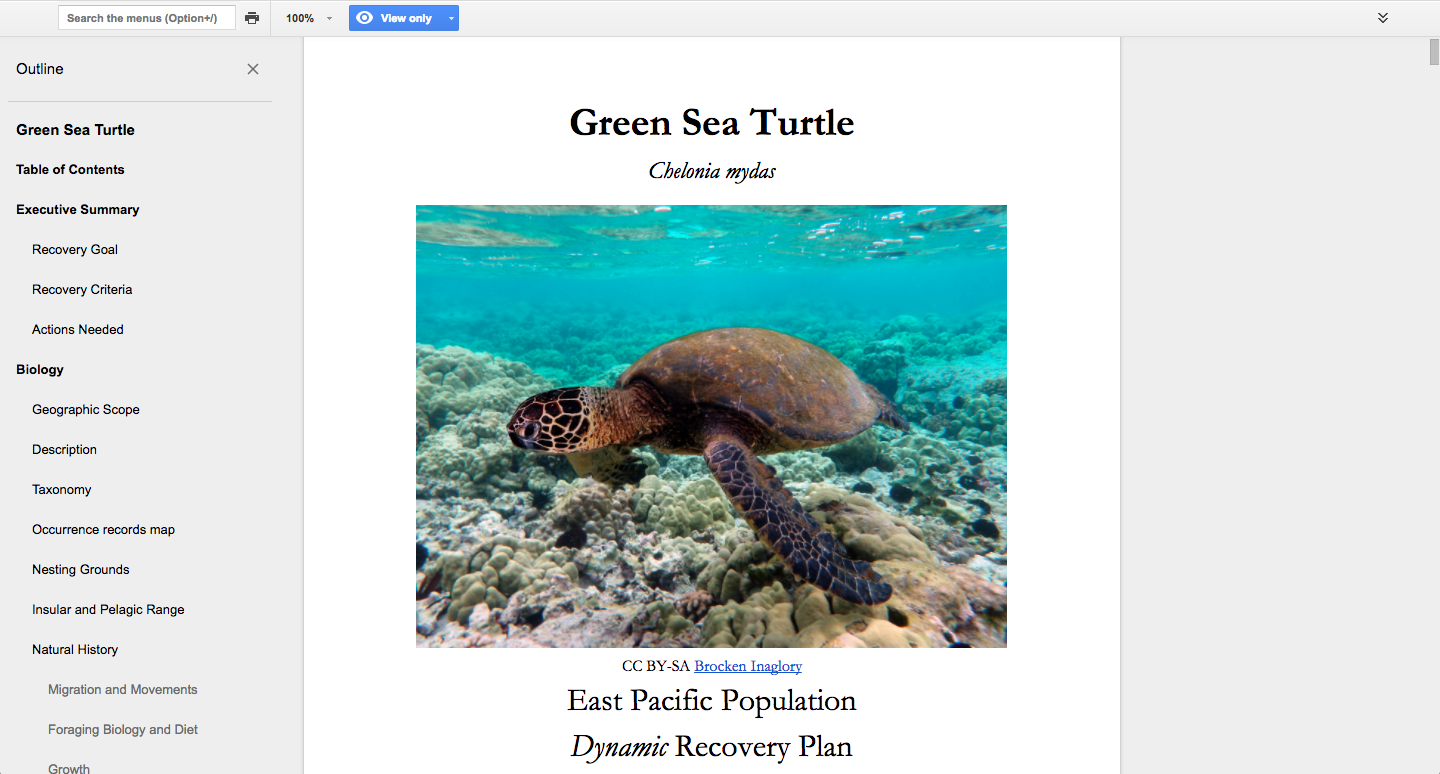 Search the menus (Option+/)
100%
View only
Outline
Green Sea Turtle
Table of Contents
Executive Summary
Recovery Goal
Recovery Criteria
Actions Needed
Biology
Geographic Scope
Description
Taxonomy
Occurrence records map
Nesting Grounds
Insular and Pelagic Range
Natural History
Migration and Movements
Foraging Biology and Diet
Growth
Green Sea Turtle
Chelonia mydas
CC BY-SA Brocken Inaglory
East Pacific Population
Dynamic Recovery Plan